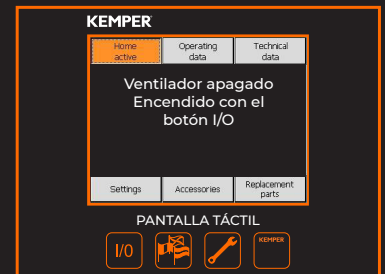 KEMPER
Home active
Operating data
Technical data
Ventilador apagado
Encendido con el
botón I/O
Settings
Accessories
Replacement parts
PANTALLA TÁCTIL
I/0
KEMPER